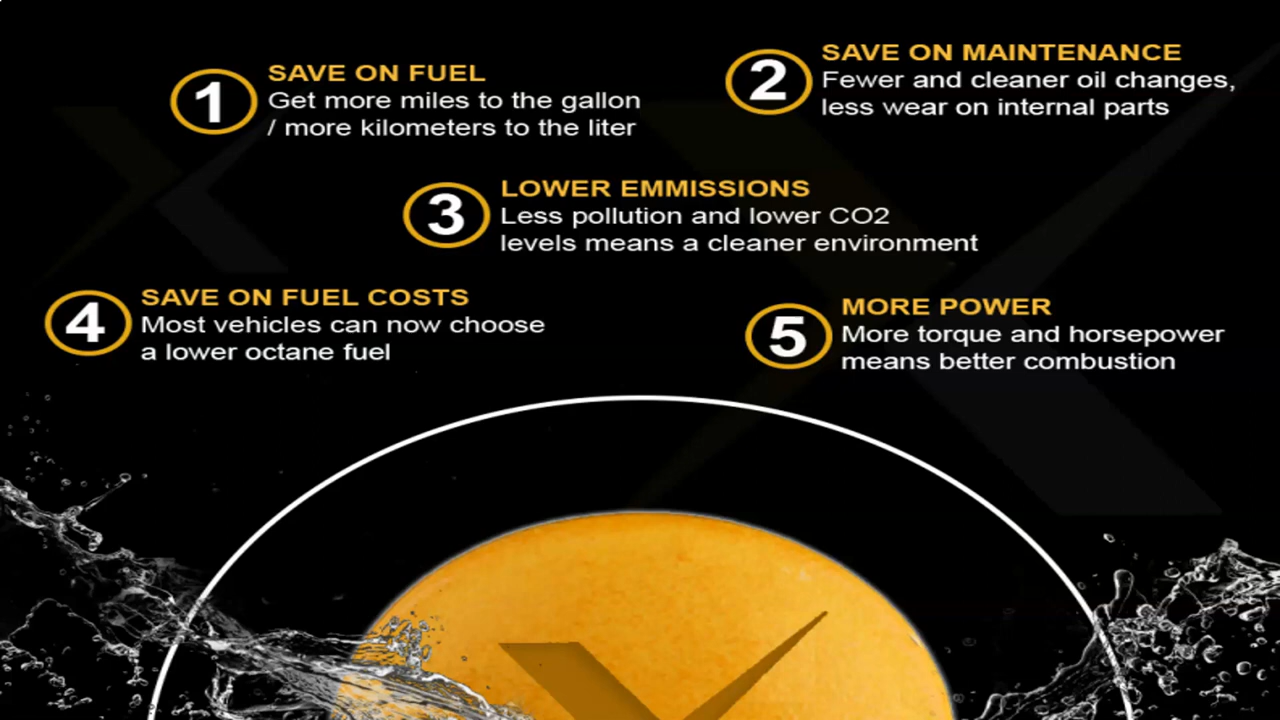 1
SAVE ON FUEL
Get more miles to the gallon
/ more kilometers to the liter
2
SAVE ON MAINTENANCE
Fewer and cleaner oil changes,
less wear on internal parts
3
LOWER EMMISSIONS
Less pollution and lower CO2
levels means a cleaner environment
4
SAVE ON FUEL COSTS
Most vehicles can now choose
a lower octane fuel
5
MORE POWER
More torque and horsepower
means better combustion